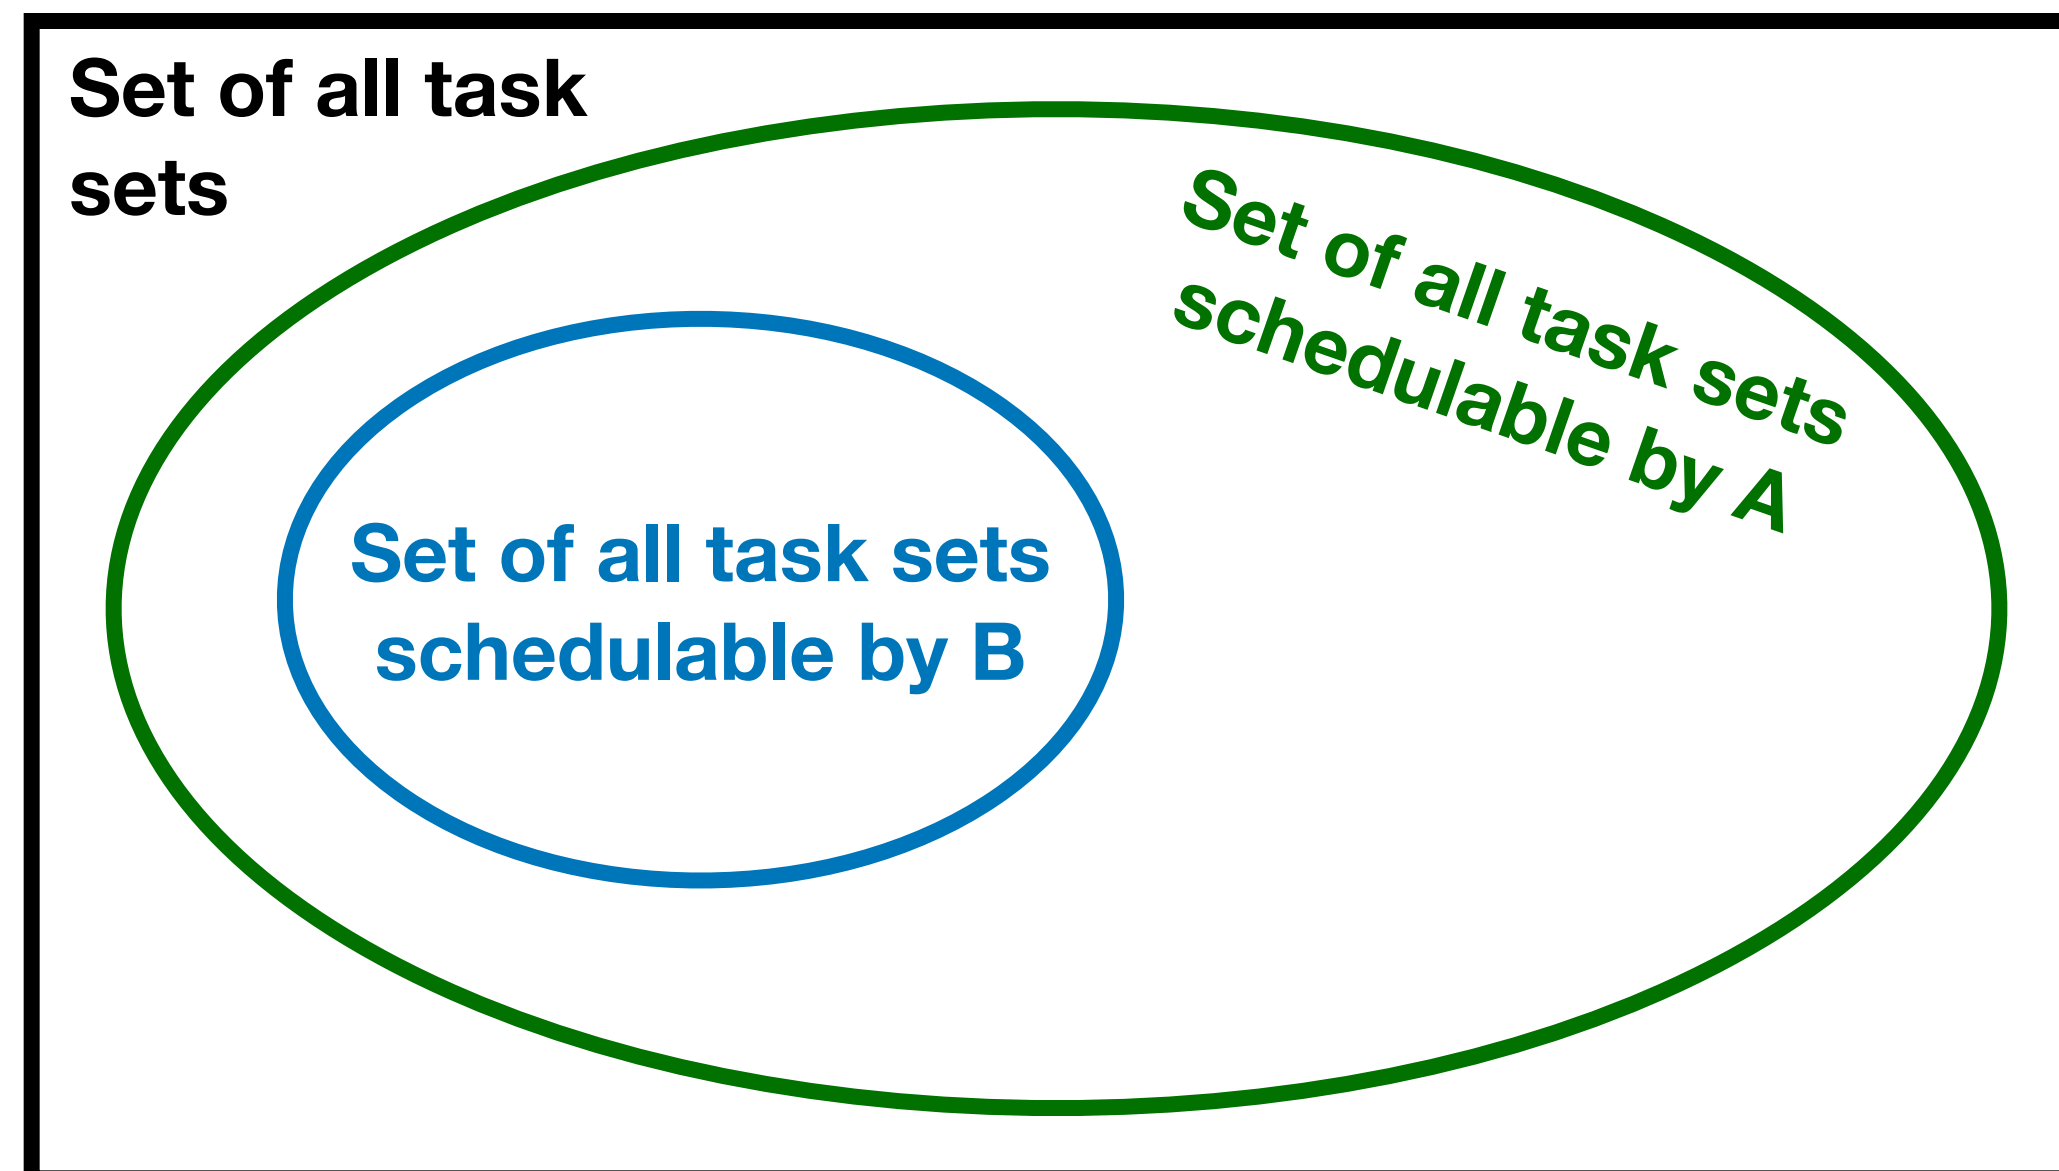 Set of all task
sets
Set of all task sets
schedulable by A
Set of all task sets
schedulable by B